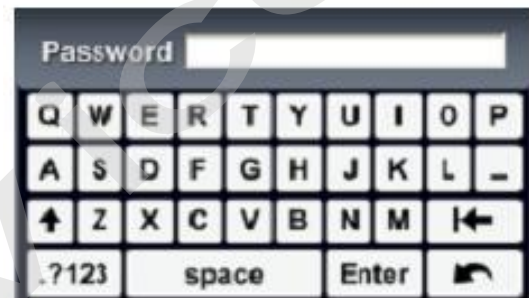 Password
Q W E R T Y U I O P
A S D F G H J K L _
Z X C V B N M
.?123 space Enter